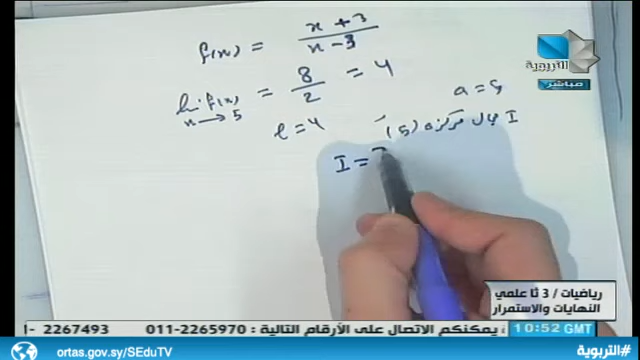 f(x) = x + 3 / x - 3
lim f(x) = 8 / 2 = 4
x → 5
a = 5
l = 4
I مجال مركزه (5)
I =
التربوية
مباشر
رياضيات / 3 ثا علمي
النهايات والاستمرار
يمكنكم الاتصال على الأرقام التالية : 2265970-011 - 2267493
10:52 GMT
ortas.gov.sy/SEduTV
#التربوية